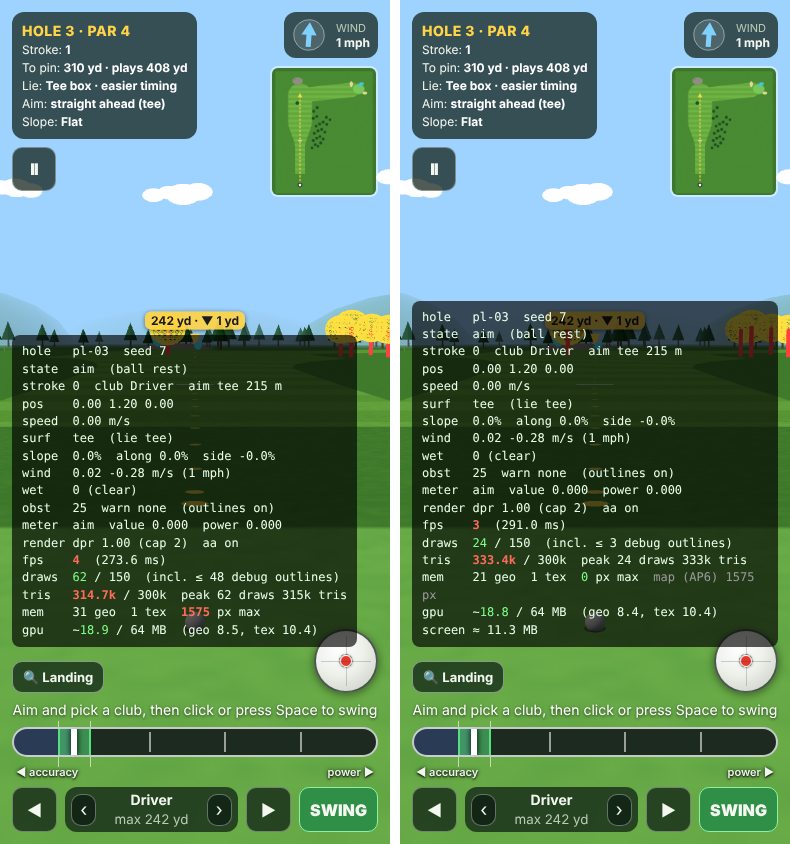 HOLE 3 · PAR 4
Stroke: 1
To pin: 310 yd · plays 408 yd
Lie: Tee box · easier timing
Aim: straight ahead (tee)
Slope: Flat
WIND
1 mph
242 yd · ▼ 1 yd
hole pl-03 seed 7
state aim (ball rest)
stroke 0 club Driver aim tee 215 m
pos 0.00 1.20 0.00
speed 0.00 m/s
surf tee (lie tee)
slope 0.0% along 0.0% side -0.0%
wind 0.02 -0.28 m/s (1 mph)
wet 0 (clear)
obst 25 warn none (outlines on)
meter aim value 0.000 power 0.000
render dpr 1.00 (cap 2) aa on
fps 4 (273.6 ms)
draws 62 / 150 (incl. ≤ 48 debug outlines)
tris 314.7k / 300k peak 62 draws 315k tris
mem 31 geo 1 tex 1575 px max
gpu ~18.9 / 64 MB (geo 8.5, tex 10.4)
🔍 Landing
Aim and pick a club, then click or press Space to swing
◀ accuracy
power ▶
◀
‹
Driver
max 242 yd
›
▶
SWING
HOLE 3 · PAR 4
Stroke: 1
To pin: 310 yd · plays 408 yd
Lie: Tee box · easier timing
Aim: straight ahead (tee)
Slope: Flat
WIND
1 mph
242 yd · ▼ 1 yd
hole pl-03 seed 7
state aim (ball rest)
stroke 0 club Driver aim tee 215 m
pos 0.00 1.20 0.00
speed 0.00 m/s
surf tee (lie tee)
slope 0.0% along 0.0% side -0.0%
wind 0.02 -0.28 m/s (1 mph)
wet 0 (clear)
obst 25 warn none (outlines on)
meter aim value 0.000 power 0.000
render dpr 1.00 (cap 2) aa on
fps 3 (291.0 ms)
draws 24 / 150 (incl. ≤ 3 debug outlines)
tris 333.4k / 300k peak 24 draws 333k tris
mem 21 geo 1 tex 0 px max map (AP6) 1575
px
gpu ~18.8 / 64 MB (geo 8.4, tex 10.4)
screen ≈ 11.3 MB
🔍 Landing
Aim and pick a club, then click or press Space to swing
◀ accuracy
power ▶
◀
‹
Driver
max 242 yd
›
▶
SWING